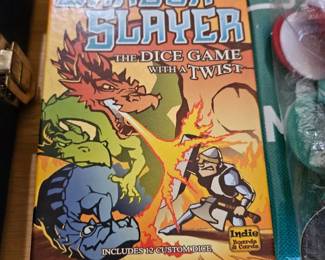 SLAYER
THE DICE GAME
WITH A TWIST
Indie
Boards & Cards
INCLUDES 12 CUSTOM DICE